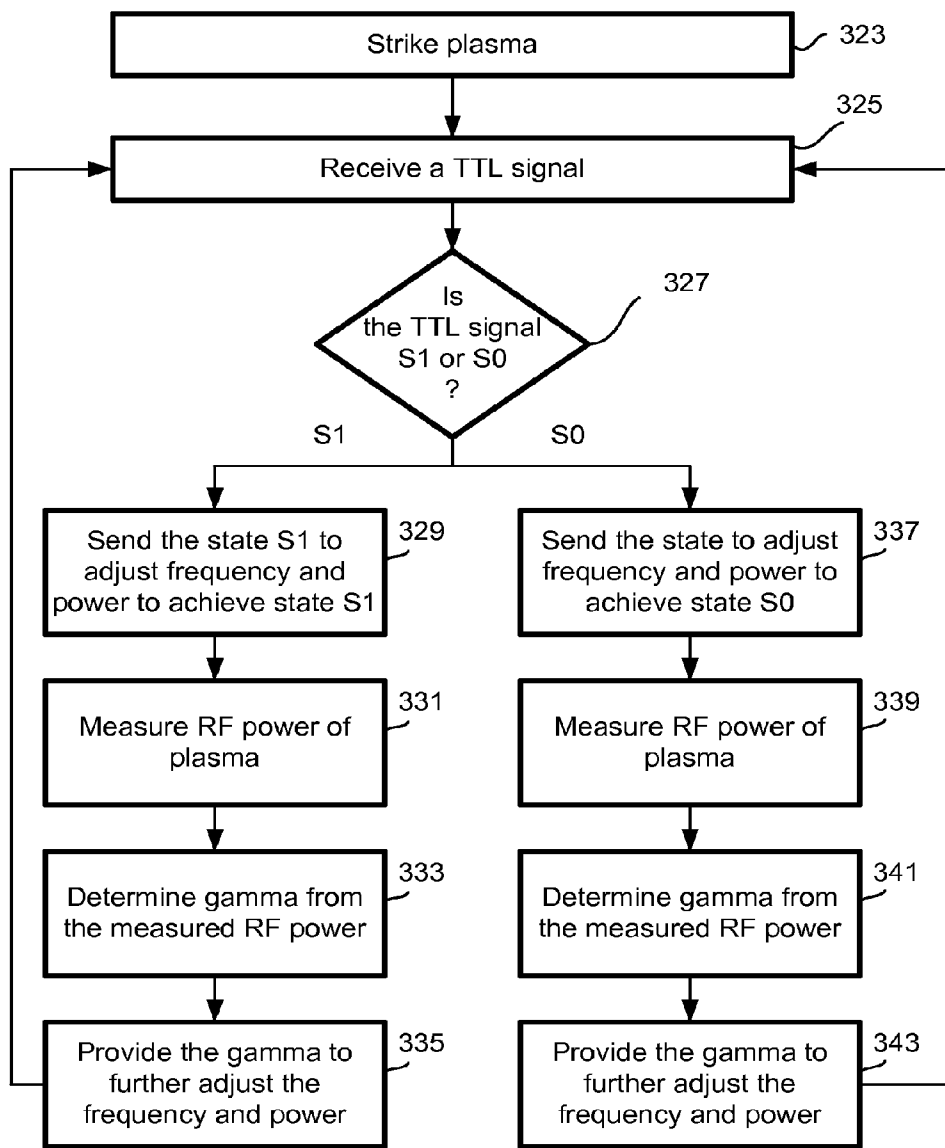 Strike plasma
323
325
Receive a TTL signal
Is
the TTL signal
S1 or S0
?
327
S1
S0
Send the state S1 to
adjust frequency and
power to achieve state S1
329
Send the state to adjust
frequency and power to
achieve state S0
337
Measure RF power of
plasma
331
Measure RF power of
plasma
339
Determine gamma from
the measured RF power
333
Determine gamma from
the measured RF power
341
Provide the gamma to
further adjust the
frequency and power
335
Provide the gamma to
further adjust the
frequency and power
343